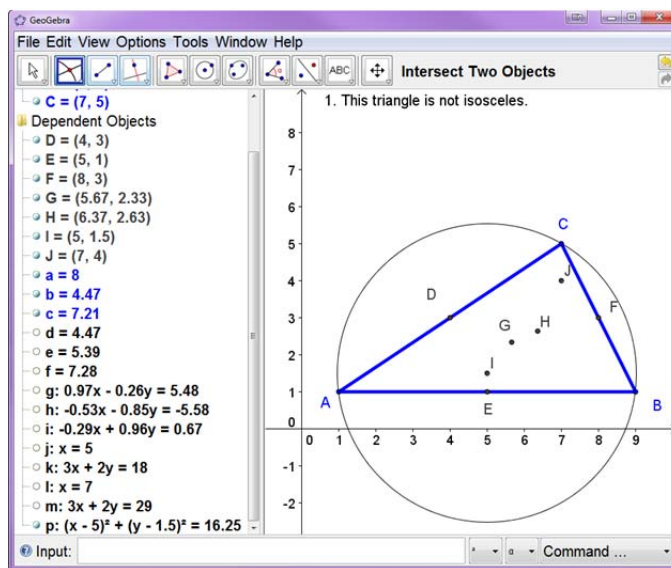 GeoGebra
File Edit View Options Tools Window Help
ABC
Intersect Two Objects
C = (7, 5)
Dependent Objects
D = (4, 3)
E = (5, 1)
F = (8, 3)
G = (5.67, 2.33)
H = (6.37, 2.63)
I = (5, 1.5)
J = (7, 4)
a = 8
b = 4.47
c = 7.21
d = 4.47
e = 5.39
f = 7.28
g: 0.97x - 0.26y = 5.48
h: -0.53x - 0.85y = -5.58
i: -0.29x + 0.96y = 0.67
j: x = 5
k: 3x + 2y = 18
l: x = 7
m: 3x + 2y = 29
p: (x - 5)² + (y - 1.5)² = 16.25
1. This triangle is not isosceles.
8
7
6
C
5
J
4
D
F
3
G
H
2
I
1
A
E
B
0
0 1 2 3 4 5 6 7 8 9
-1
-2
Input:
α
Command ...